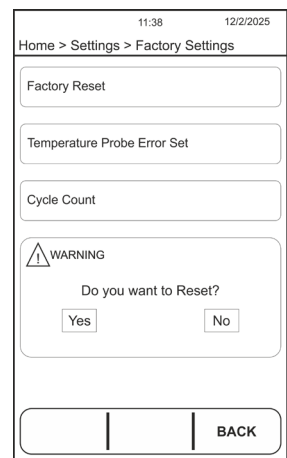 11:38 12/2/2025
Home > Settings > Factory Settings
Factory Reset
Temperature Probe Error Set
Cycle Count
! WARNING
Do you want to Reset?
Yes No
BACK